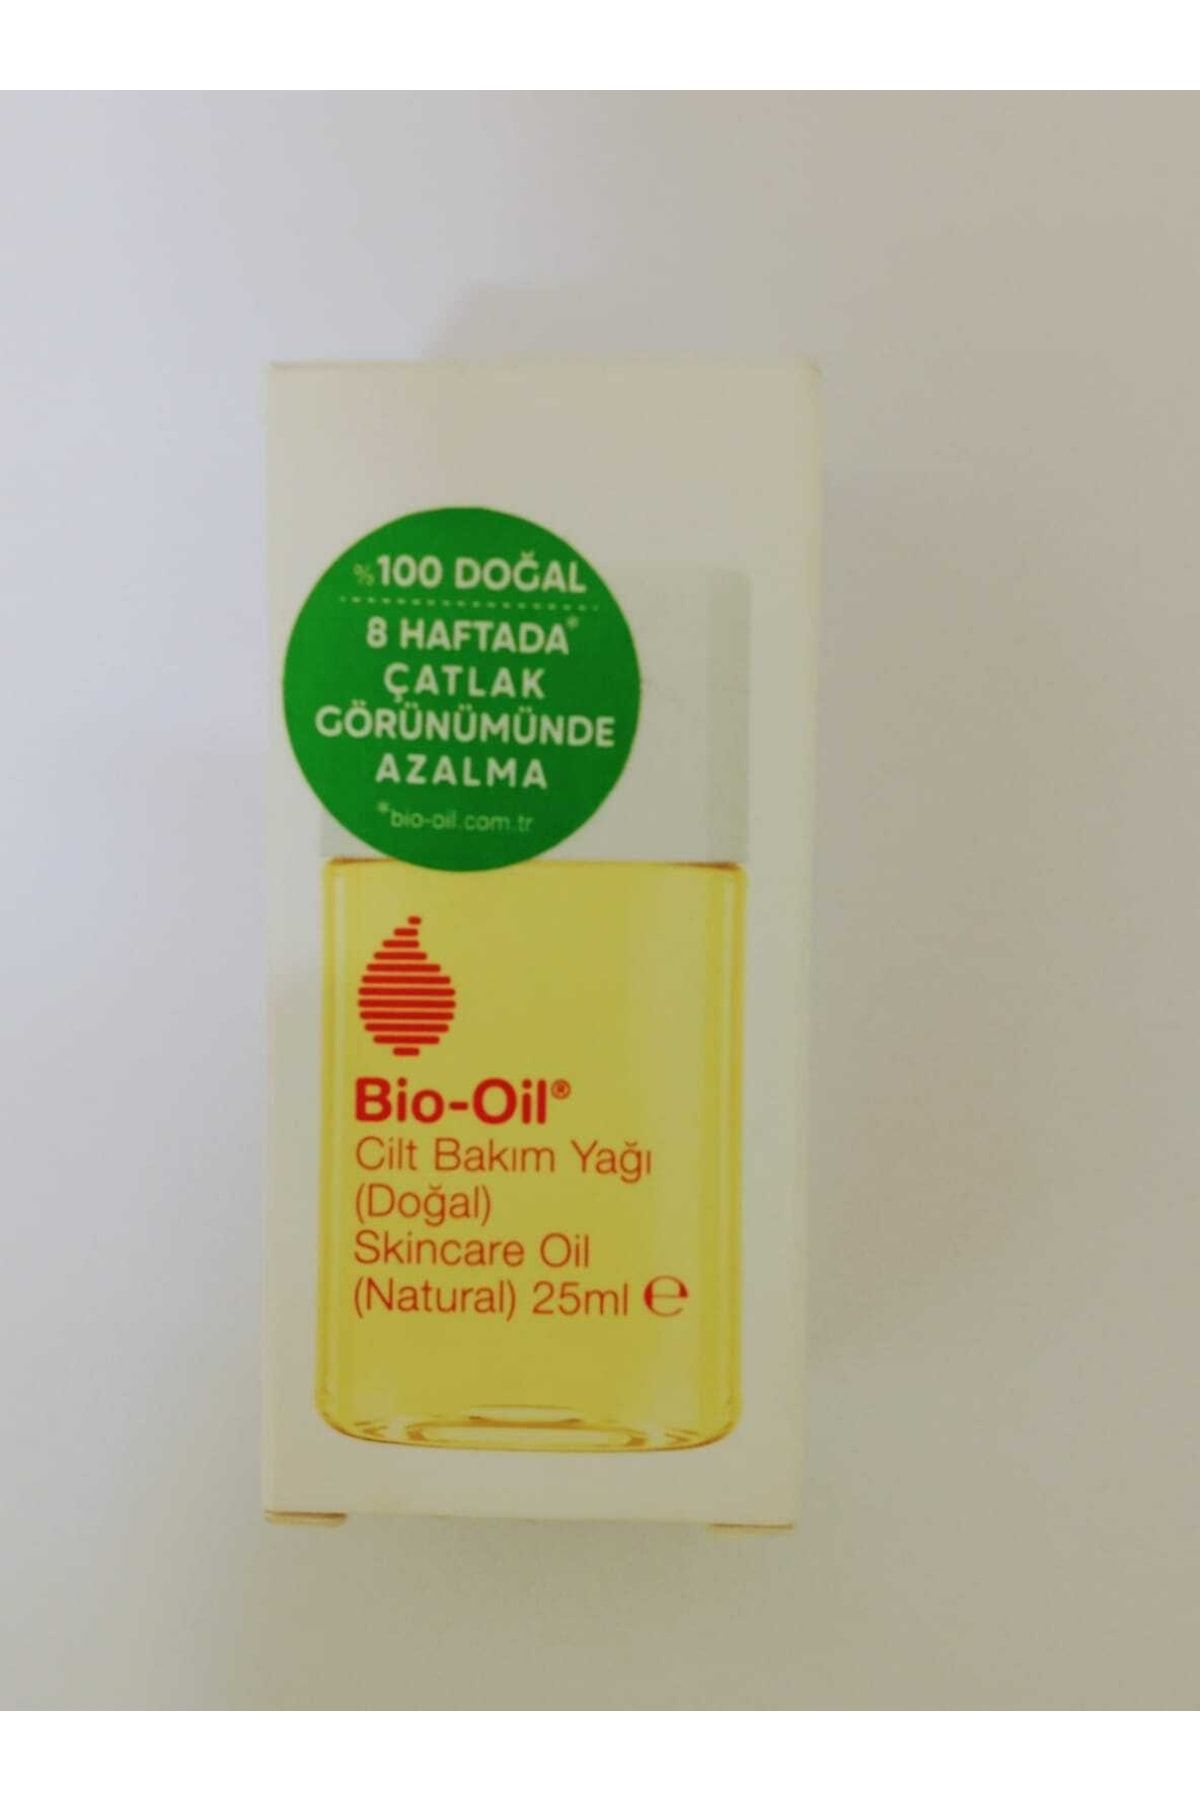 %100 DOĞAL
8 HAFTADA*
ÇATLAK
GÖRÜNÜMÜNDE
AZALMA
*bio-oil.com.tr
Bio-Oil®
Cilt Bakım Yağı
(Doğal)
Skincare Oil
(Natural) 25ml ℮